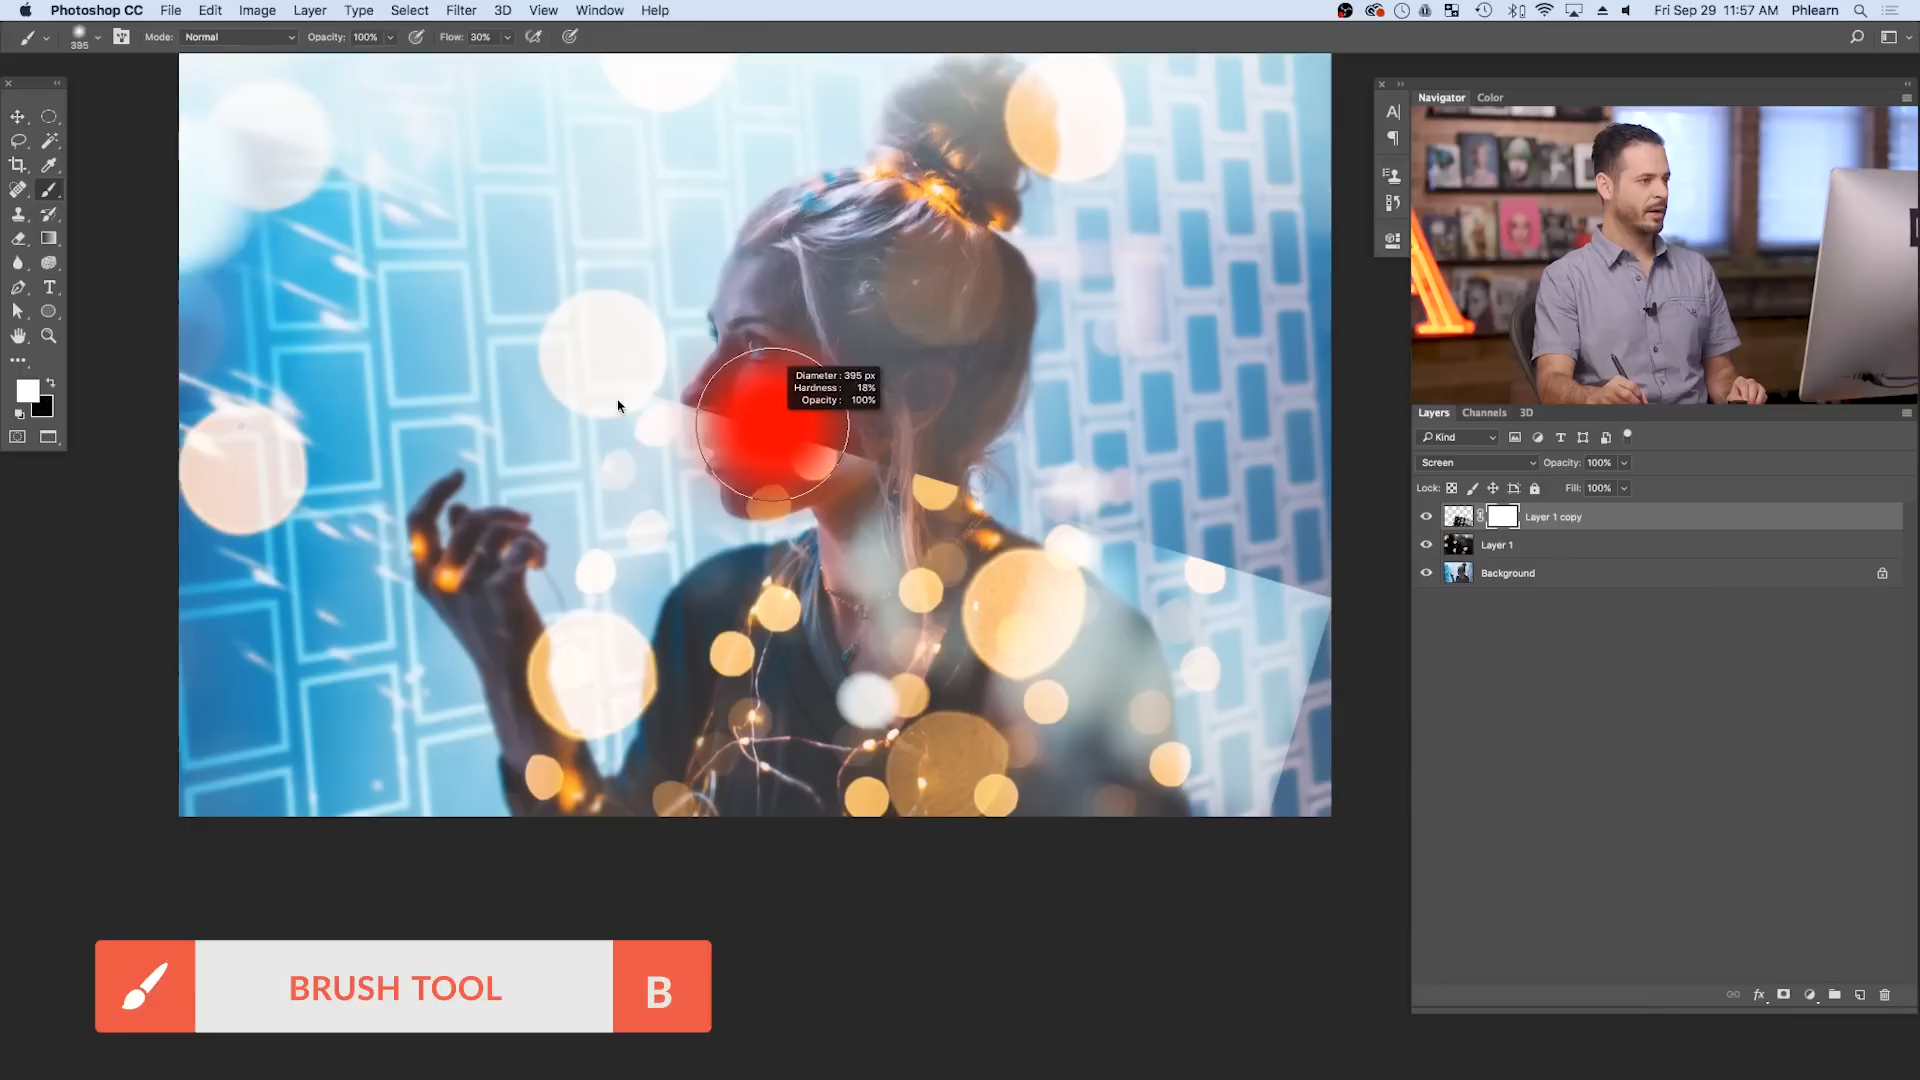 Photoshop CC File Edit Image Layer Type Select Filter 3D View Window Help Fri Sep 29 11:57 AM Phlearn
395 Mode: Normal Opacity: 100% Flow: 30%
Navigator Color
A
Diameter : 395 px
Hardness : 18%
Opacity : 100%
Layers Channels 3D
Kind
Screen Opacity: 100%
Lock: Fill: 100%
Layer 1 copy
Layer 1
Background
fx
BRUSH TOOL B